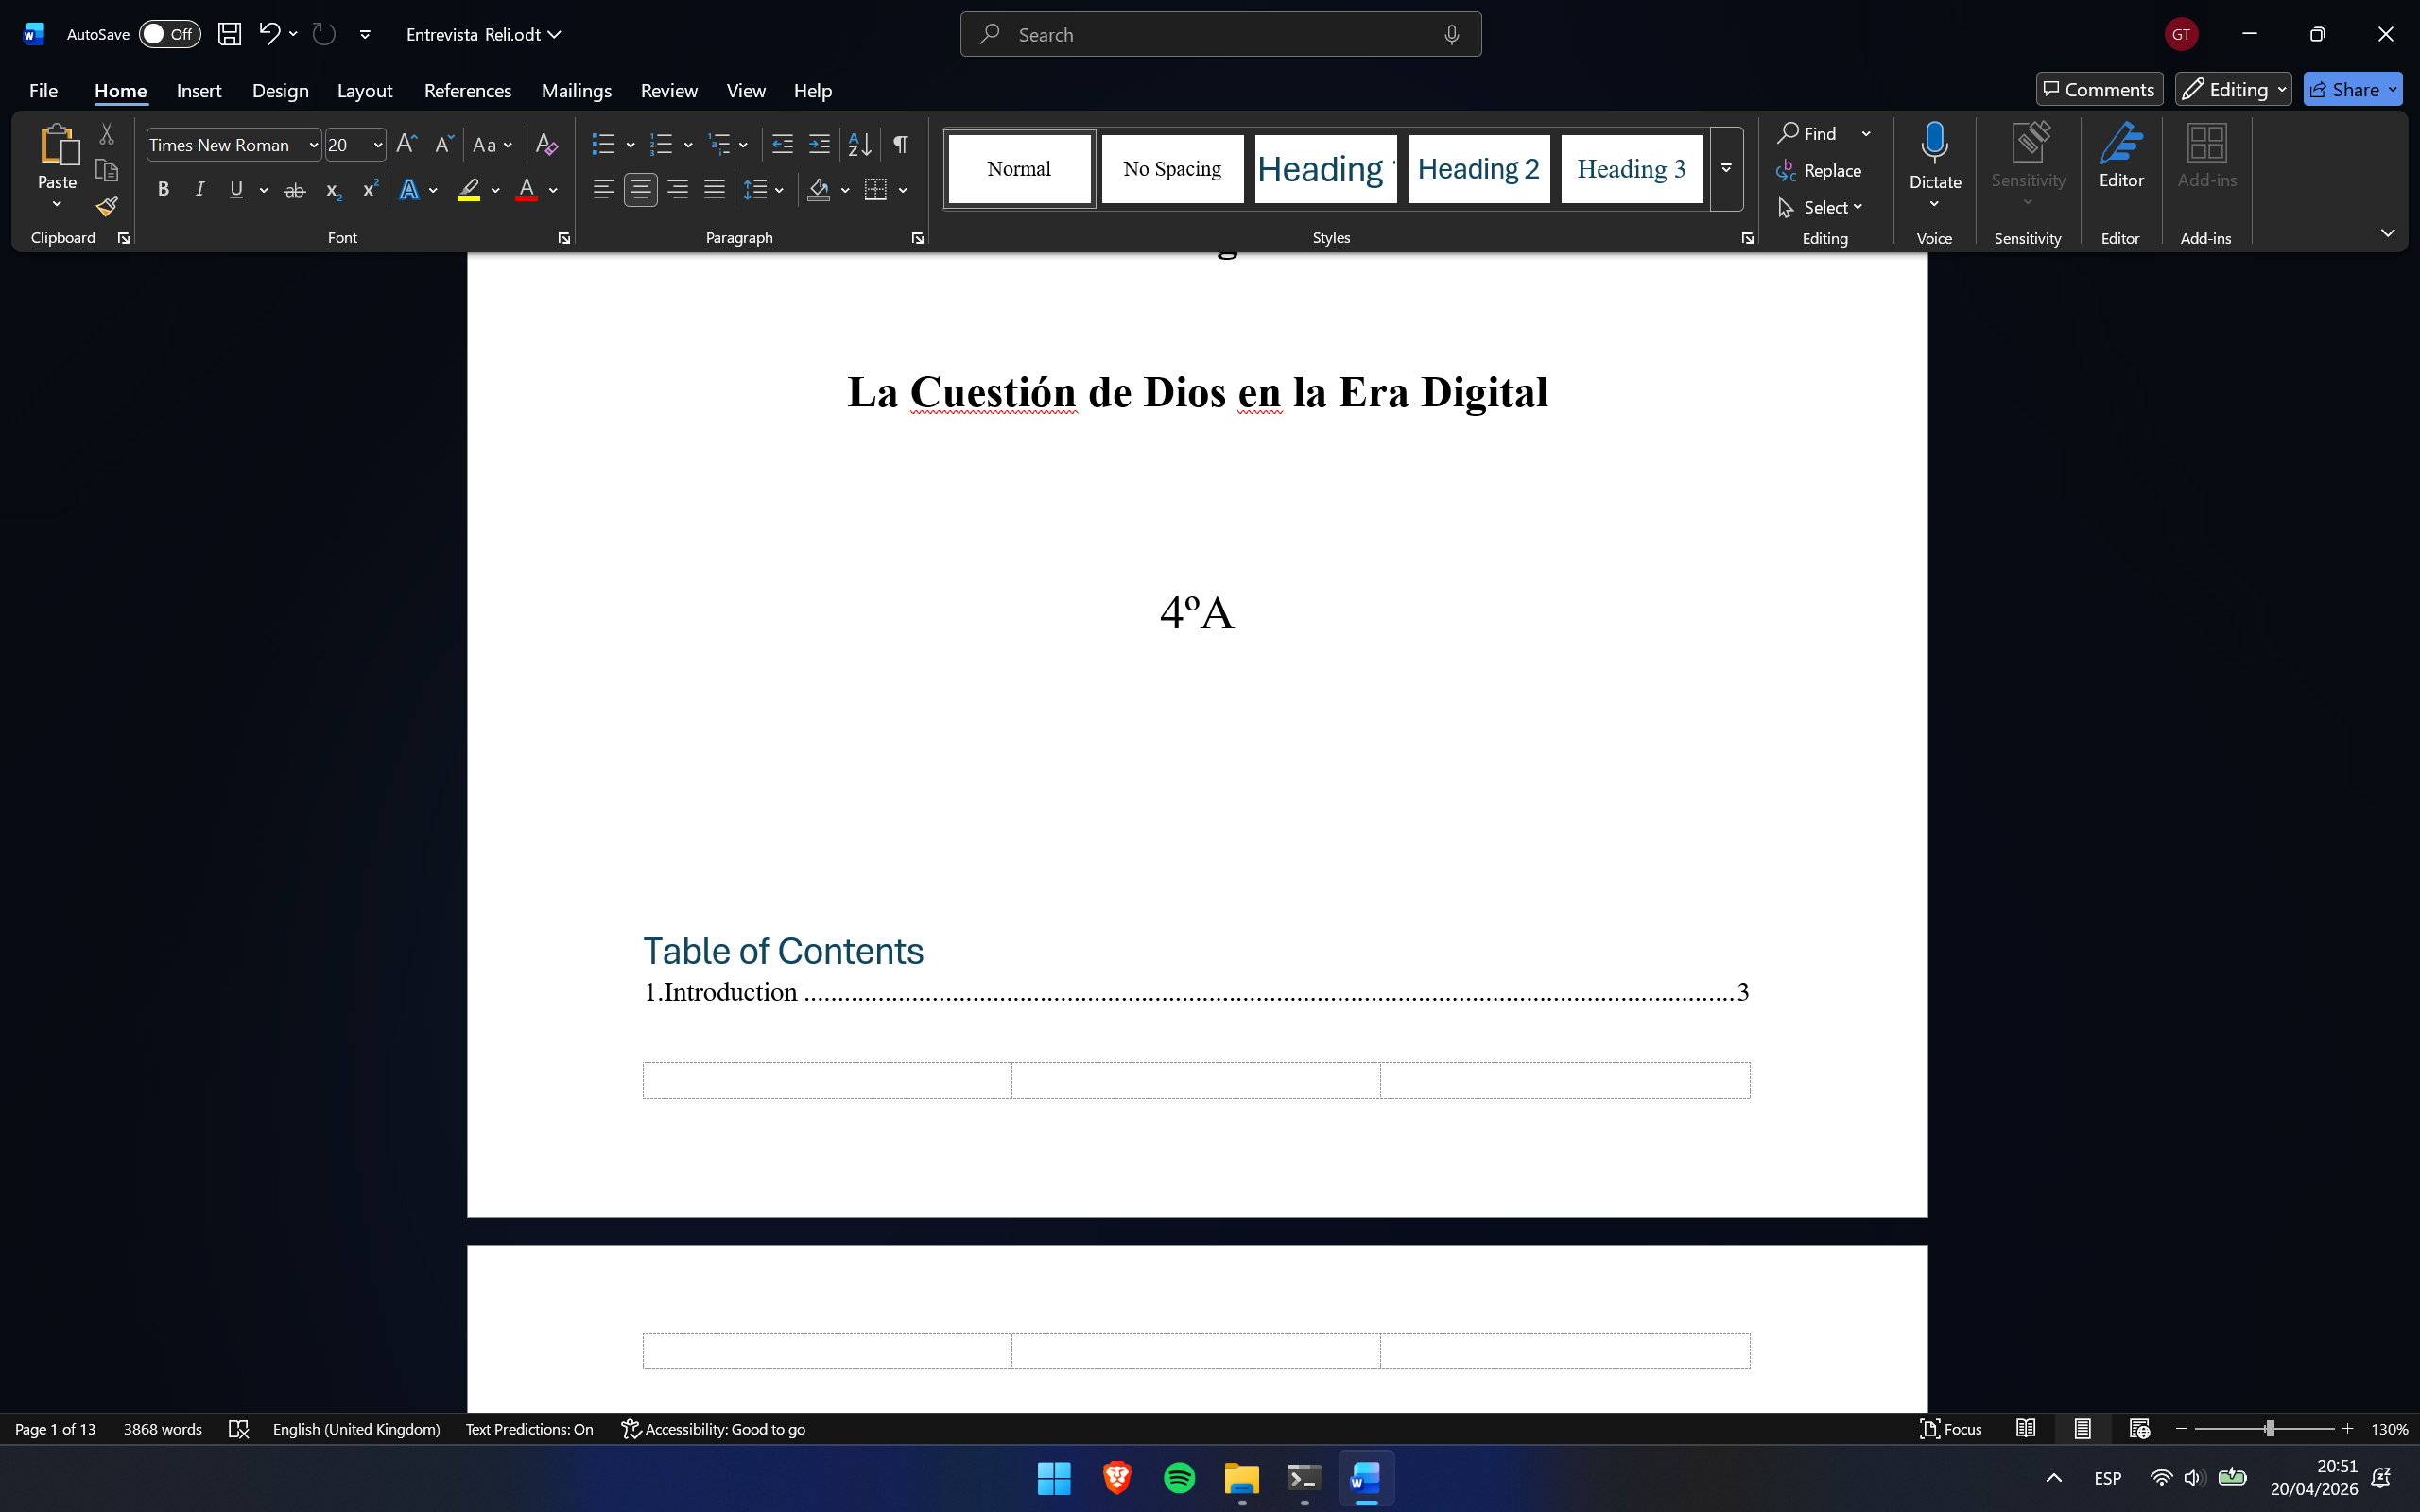 AutoSave Off Entrevista_Reli.odt Search GT
File Home Insert Design Layout References Mailings Review View Help Comments Editing Share
Paste Times New Roman 20 Aa Normal No Spacing Heading Heading 2 Heading 3 Find Replace Select Dictate Sensitivity Editor Add-ins
Clipboard Font Paragraph Styles Editing Voice Sensitivity Editor Add-ins
La Cuestión de Dios en la Era Digital
4ºA
Table of Contents
1.Introduction ........................................................................................................................................3
Page 1 of 13 3868 words English (United Kingdom) Text Predictions: On Accessibility: Good to go Focus 130%
ESP 20:51
20/04/2026